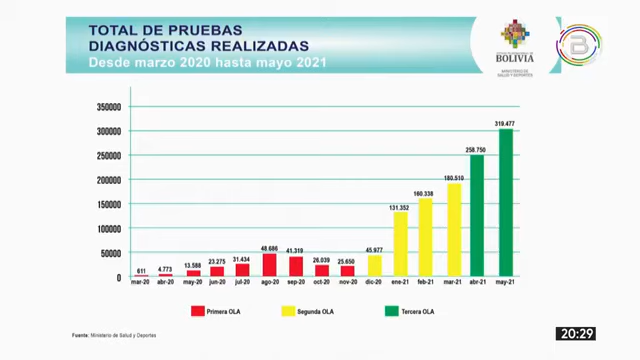 TOTAL DE PRUEBAS
DIAGNÓSTICAS REALIZADAS
Desde marzo 2020 hasta mayo 2021
BOLIVIA
MINISTERIO
DE SALUD Y DEPORTES
B
350000
300000
250000
200000
150000
100000
50000
0
611
4.773
13.588
23.275
31.434
48.686
41.319
26.039
25.650
45.977
131.352
160.338
180.510
258.750
319.477
mar-20 abr-20 may-20 jun-20 jul-20 ago-20 sep-20 oct-20 nov-20 dic-20 ene-21 feb-21 mar-21 abr-21 may-21
Primera OLA Segunda OLA Tercera OLA
Fuente: Ministerio de Salud y Deportes
20:29